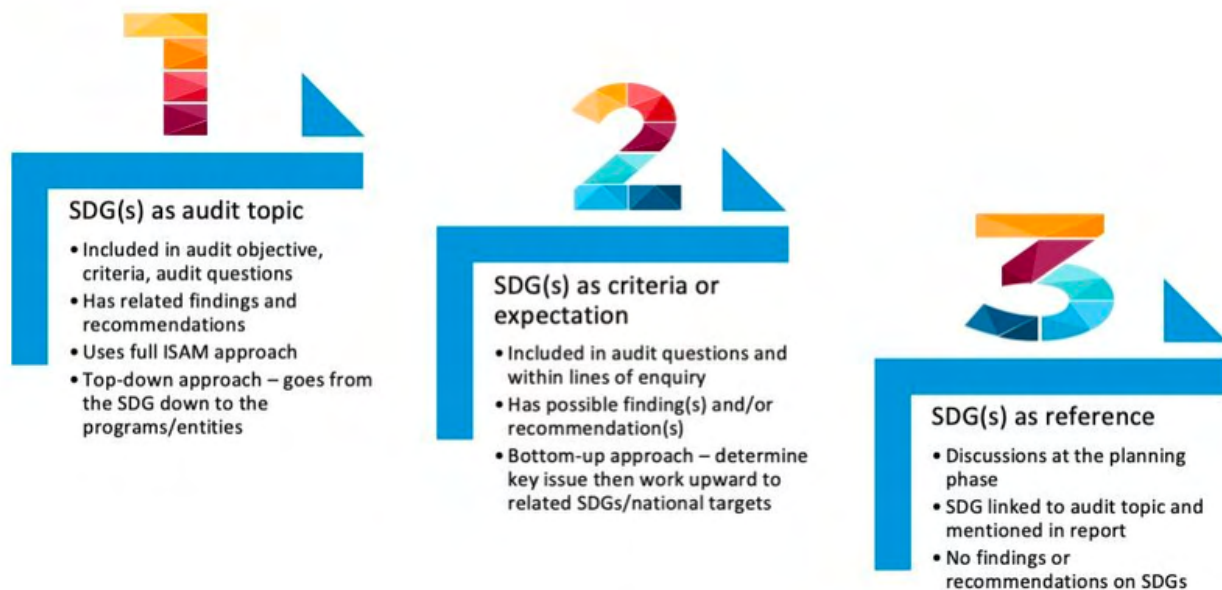 1
SDG(s) as audit topic
• Included in audit objective,
criteria, audit questions
• Has related findings and
recommendations
• Uses full ISAM approach
• Top-down approach – goes from
the SDG down to the
programs/entities
2
SDG(s) as criteria or
expectation
• Included in audit questions and
within lines of enquiry
• Has possible finding(s) and/or
recommendation(s)
• Bottom-up approach – determine
key issue then work upward to
related SDGs/national targets
3
SDG(s) as reference
• Discussions at the planning
phase
• SDG linked to audit topic and
mentioned in report
• No findings or
recommendations on SDGs